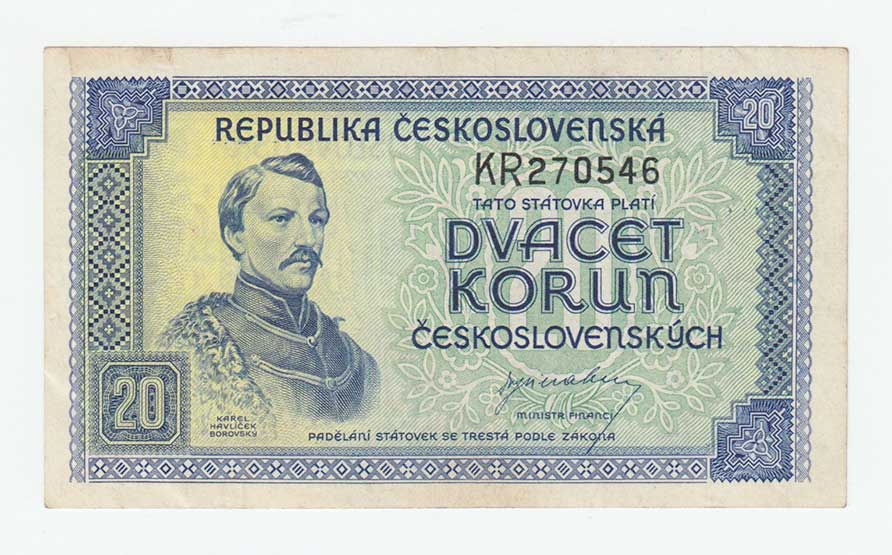 20
REPUBLIKA ČESKOSLOVENSKÁ
KR270546
TATO STÁTOVKA PLATÍ
DVACET
KORUN
ČESKOSLOVENSKÝCH
MINISTR FINANCÍ
20
KAREL
HAVLÍČEK
BOROVSKÝ
PADĚLÁNÍ STÁTOVEK SE TRESTÁ PODLE ZÁKONA
20